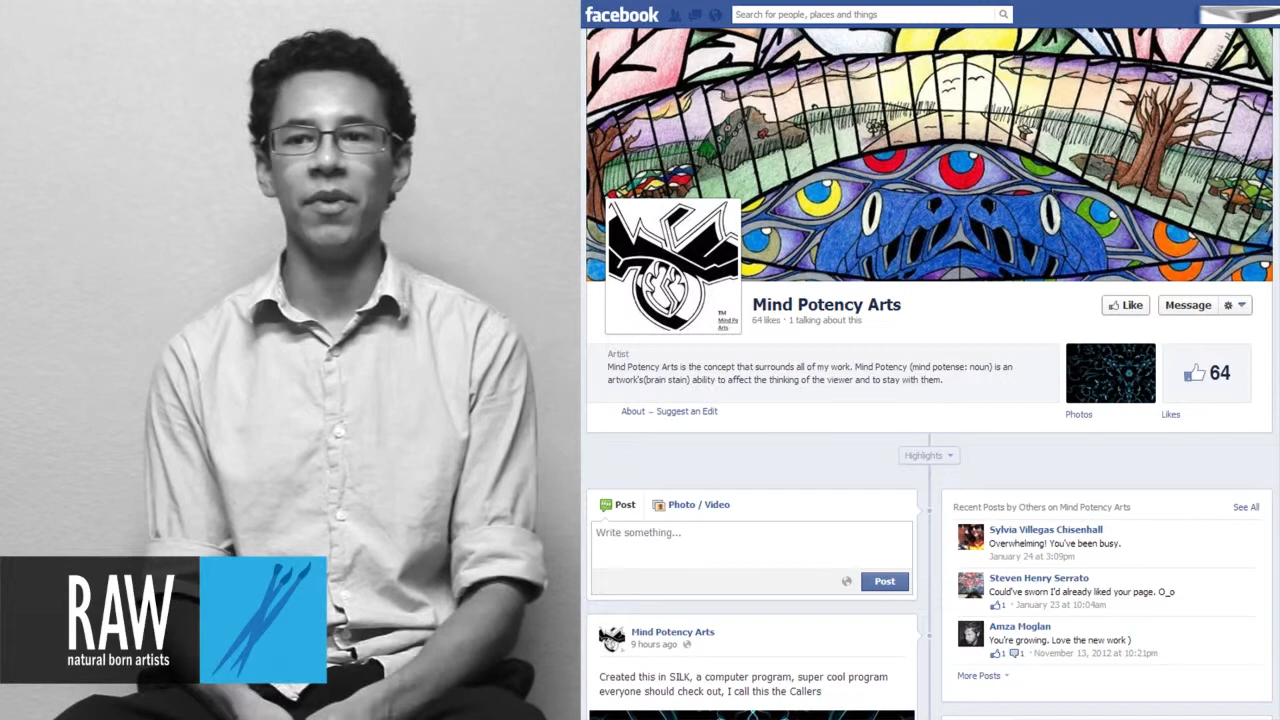 RAW
natural born artists
facebook
Search for people, places and things
TM
Mind Po
Arts
Mind Potency Arts
64 likes · 1 talking about this
Like
Message
Artist
Mind Potency Arts is the concept that surrounds all of my work. Mind Potency (mind potense: noun) is an
artwork's(brain stain) ability to affect the thinking of the viewer and to stay with them.
64
About – Suggest an Edit
Photos
Likes
Highlights
Post
Photo / Video
Write something...
Post
Mind Potency Arts
9 hours ago
Created this in SILK, a computer program, super cool program
everyone should check out, I call this the Callers
Recent Posts by Others on Mind Potency Arts
See All
Sylvia Villegas Chisenhall
Overwhelming! You've been busy.
January 24 at 3:09pm
Steven Henry Serrato
Could've sworn I'd already liked your page. O_o
1 · January 23 at 10:04am
Amza Moglan
You're growing. Love the new work )
1 1 · November 13, 2012 at 10:21pm
More Posts